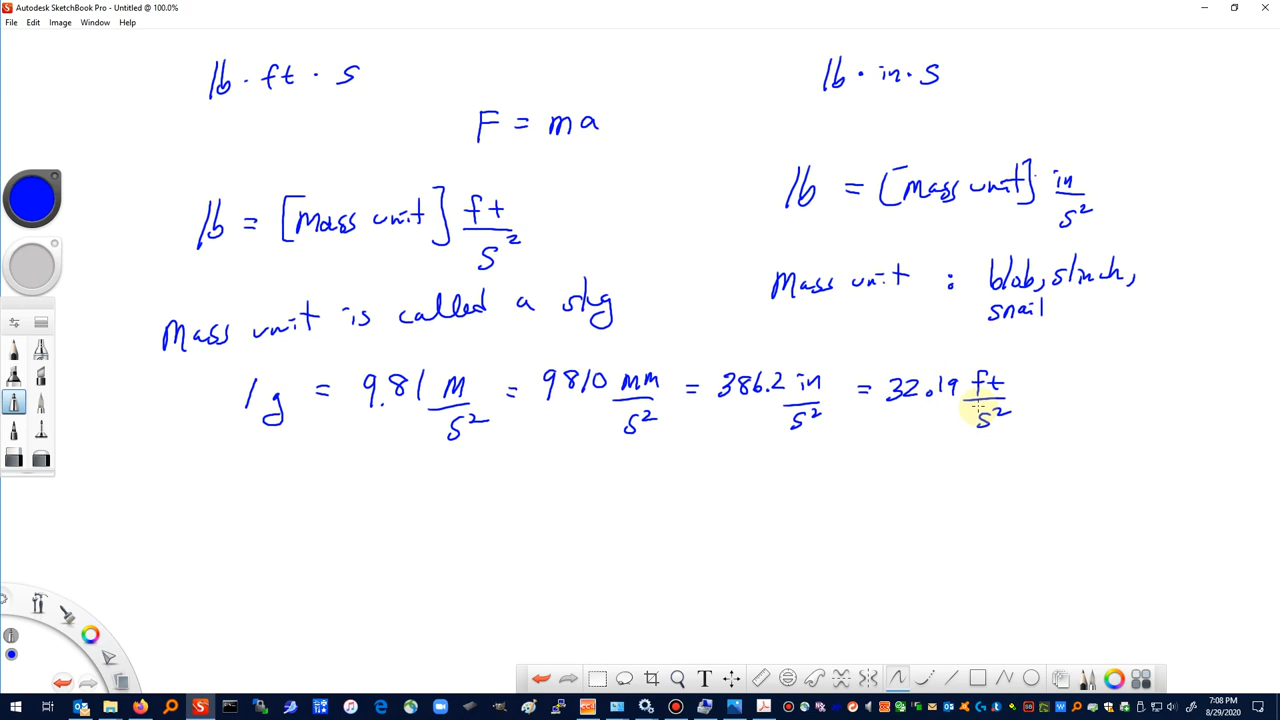 Autodesk SketchBook Pro - Untitled @ 100.0%
File Edit Image Window Help
lb · ft · s
lb · in · s
F = ma
lb = [Mass unit] ft/s²
lb = [Mass unit] in/s²
Mass unit is called a slug
Mass unit : blob, slinch,
snail
1g = 9.81 M/s² = 9810 mm/s² = 386.2 in/s² = 32.19 ft/s²
T
7:08 PM
8/29/2020